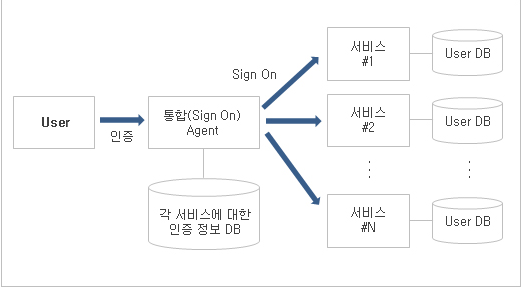 User
인증
통합(Sign On)
Agent
각 서비스에 대한
인증 정보 DB
Sign On
서비스
#1
User DB
서비스
#2
User DB
서비스
#N
User DB